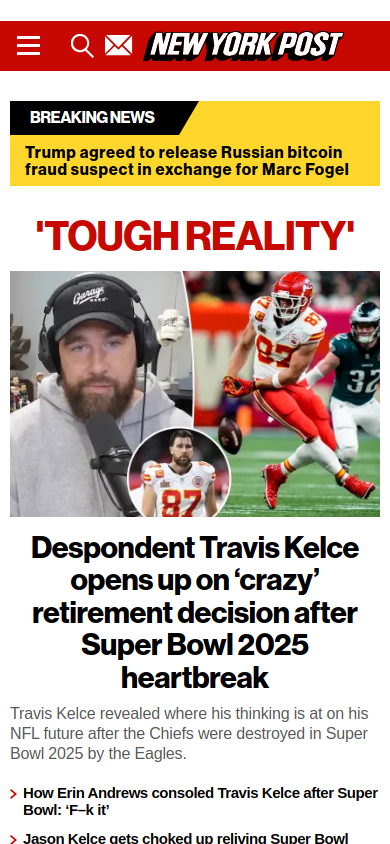 NEW YORK POST
BREAKING NEWS
Trump agreed to release Russian bitcoin
fraud suspect in exchange for Marc Fogel
'TOUGH REALITY'
Garage
BEER
87
87
32
87
Despondent Travis Kelce
opens up on ‘crazy’
retirement decision after
Super Bowl 2025
heartbreak
Travis Kelce revealed where his thinking is at on his
NFL future after the Chiefs were destroyed in Super
Bowl 2025 by the Eagles.
How Erin Andrews consoled Travis Kelce after Super
Bowl: ‘F–k it’
Jason Kelce gets choked up reliving Super Bowl